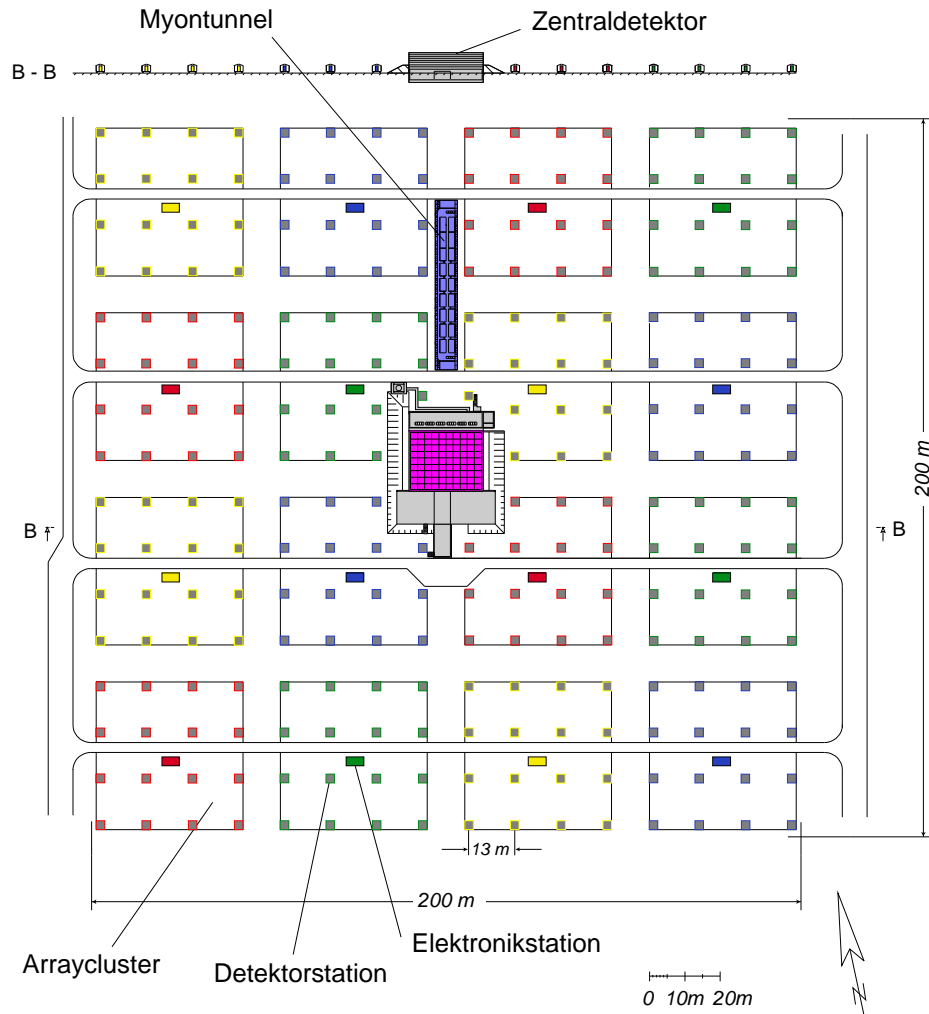 Myontunnel
Zentraldetektor
B - B
200 m
B
B
13 m
200 m
Elektronikstation
Arraycluster
Detektorstation
0 10m 20m